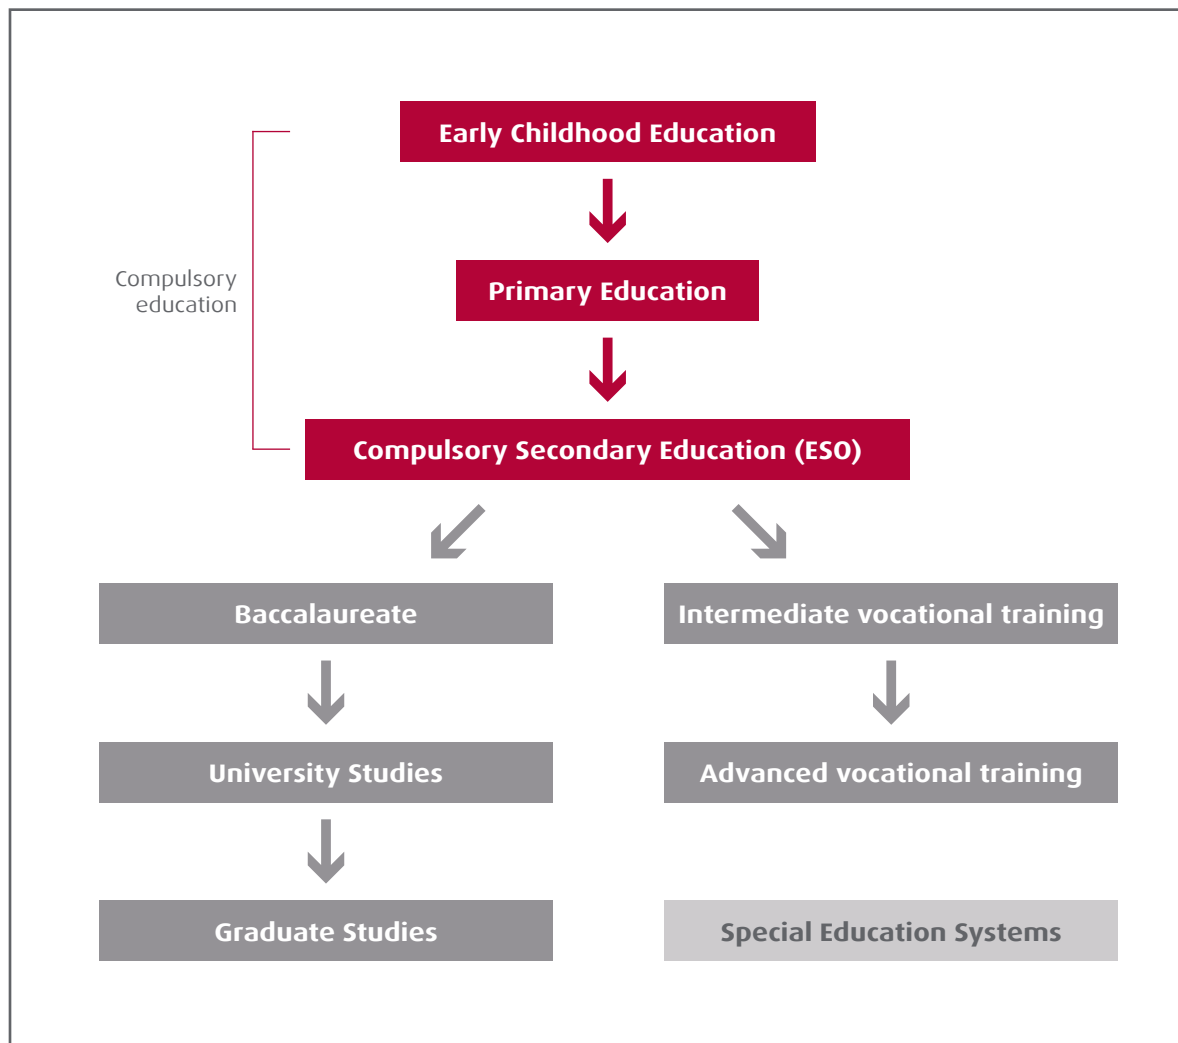 Early Childhood Education
Compulsory
education
Primary Education
Compulsory Secondary Education (ESO)
Baccalaureate
Intermediate vocational training
University Studies
Advanced vocational training
Graduate Studies
Special Education Systems